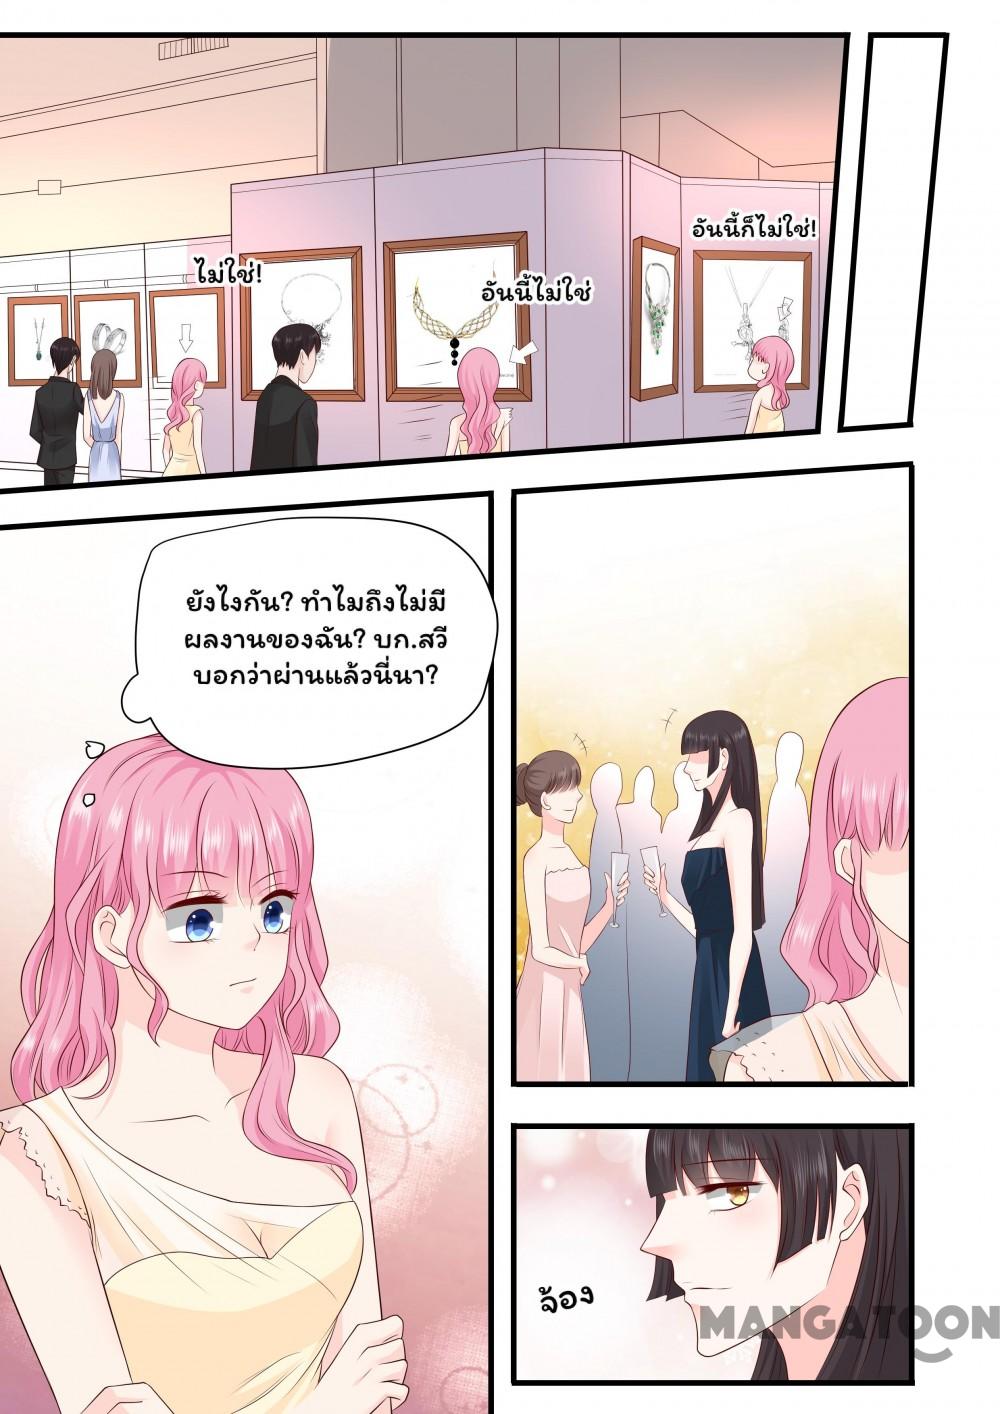 ไม่ใช่!
อันนี้ไม่ใช่
อันนี้ก็ไม่ใช่!
ยังไงกัน? ทำไมถึงไม่มี
ผลงานของฉัน? บก.สวี
บอกว่าผ่านแล้วนี่นา?
จ้อง
MANGATOON